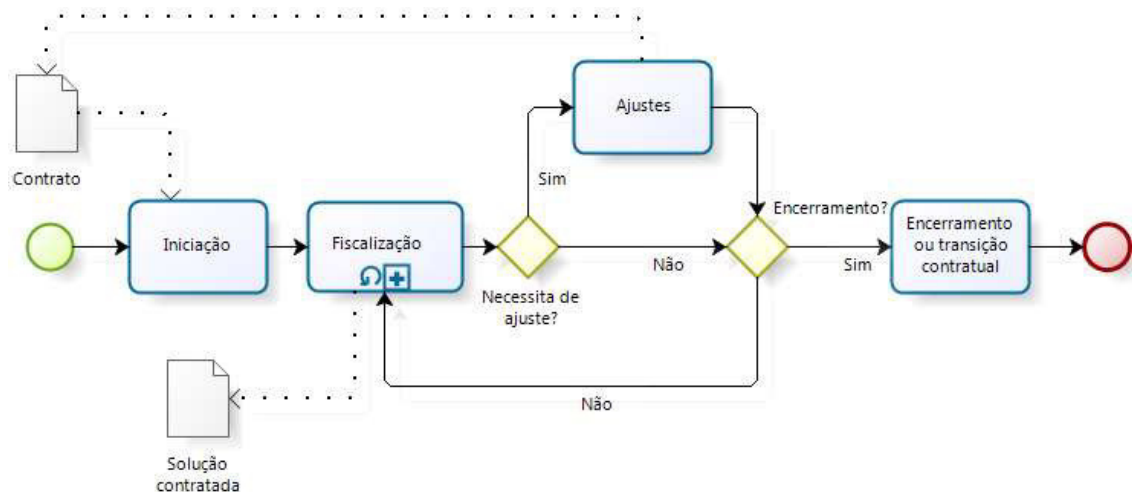 Ajustes
Contrato
Sim
Encerramento?
Iniciação
Fiscalização
Encerramento
ou transição
contratual
Não
Sim
Necessita de
ajuste?
Não
Solução
contratada